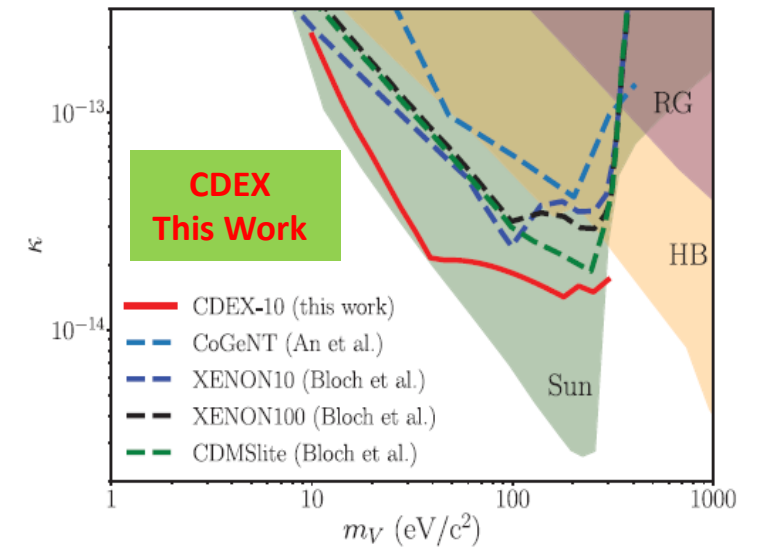 10⁻¹³
10⁻¹⁴
κ
CDEX
This Work
RG
HB
Sun
CDEX-10 (this work)
CoGeNT (An et al.)
XENON10 (Bloch et al.)
XENON100 (Bloch et al.)
CDMSlite (Bloch et al.)
1 10 100 1000
m_V (eV/c²)